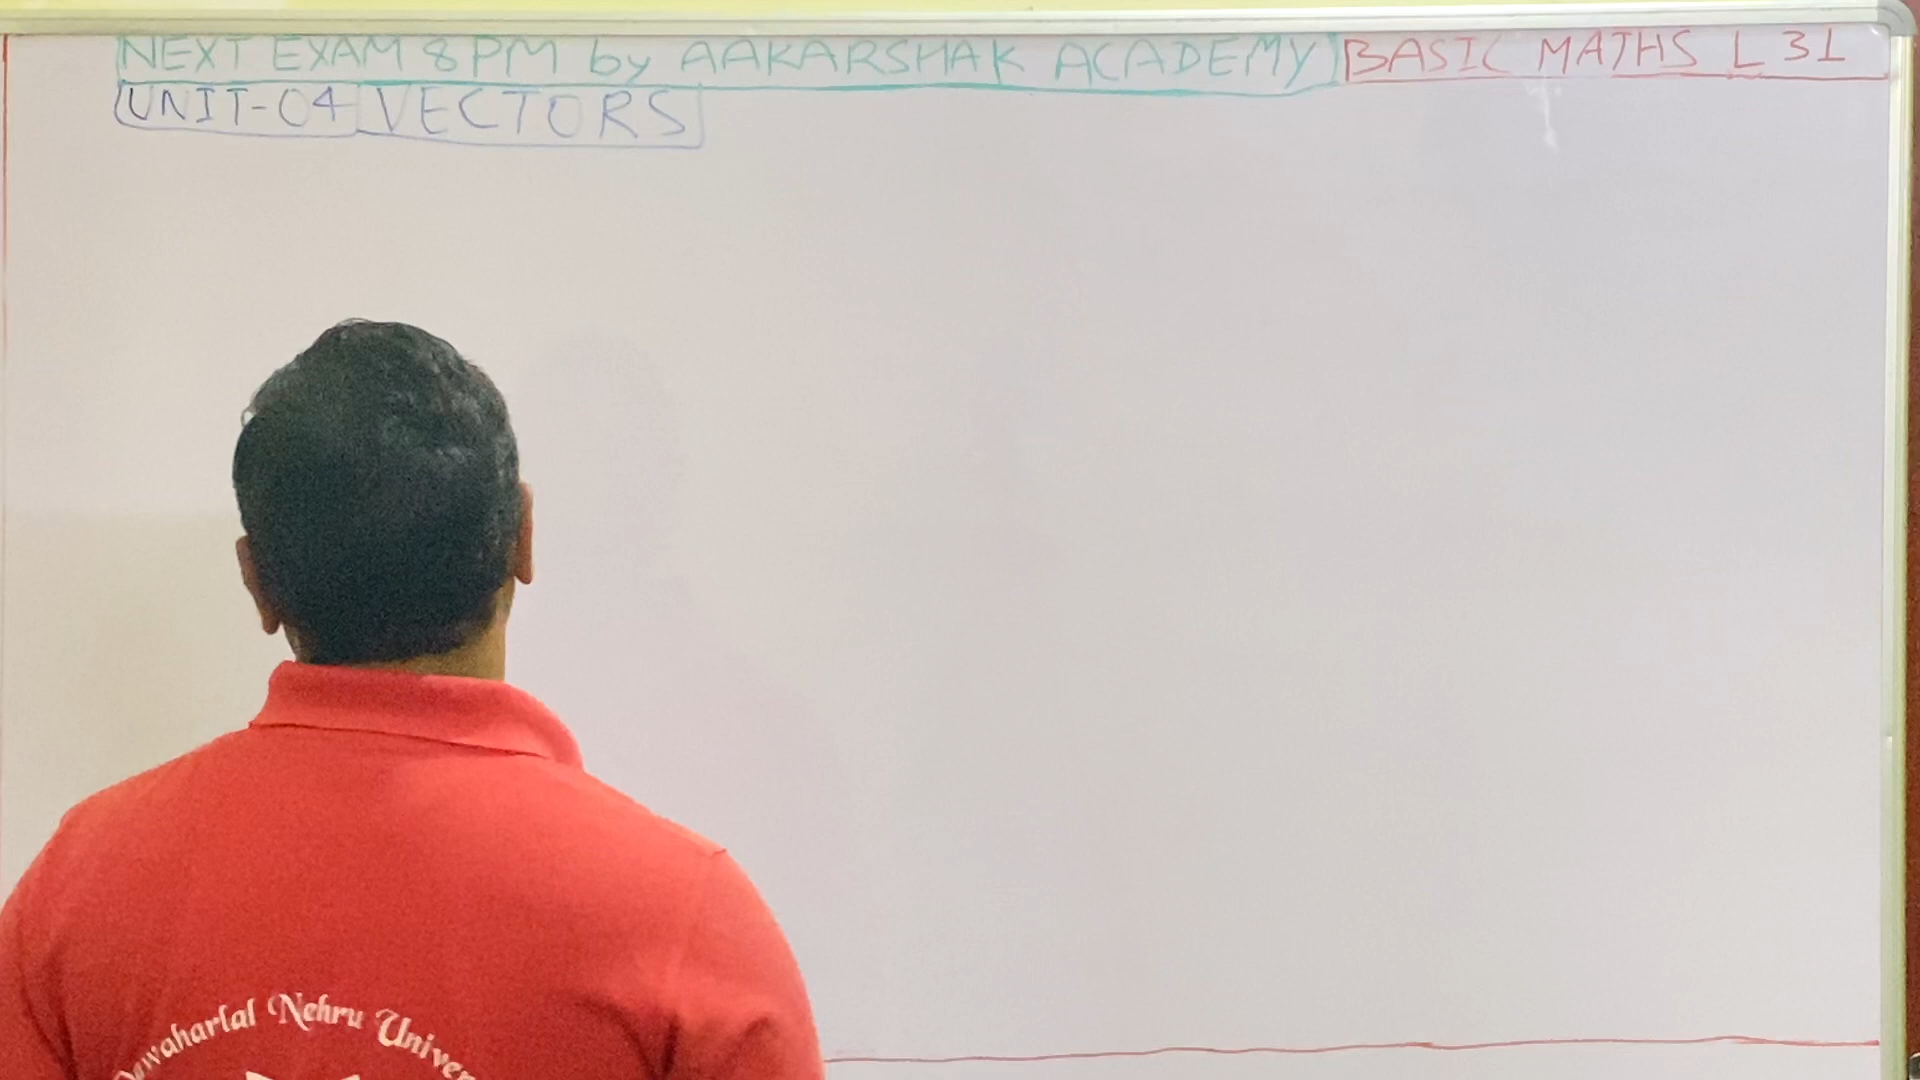 NEXT EXAM 8PM by AAKARSHAK ACADEMY BASIC MATHS L 31
UNIT-04 VECTORS
Jawaharlal Nehru Univer